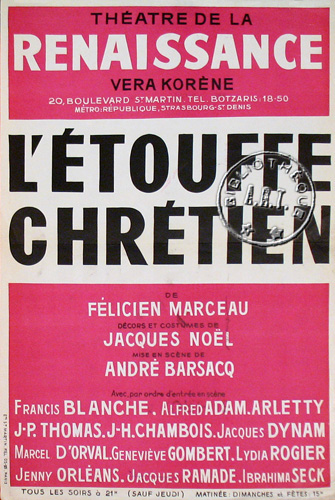 THÉATRE DE LA
RENAISSANCE
VERA KORÈNE
20, BOULEVARD ST MARTIN. TEL. BOTZARIS: 18-50
MÉTRO: RÉPUBLIQUE, STRASBOURG-ST DENIS
L'ÉTOUFFE
CHRÉTIEN
BIBLIOTHÈQUE
A.R.T.
DE
FÉLICIEN MARCEAU
DÉCORS ET COSTUMES DE
JACQUES NOËL
MISE EN SCÈNE DE
ANDRÉ BARSACQ
Avec, par ordre d'entrée en scène
FRANCIS BLANCHE. ALFRED ADAM. ARLETTY
J-P. THOMAS. J-H. CHAMBOIS. JACQUES DYNAM
MARCEL D'ORVAL. GENEVIÈVE GOMBERT. LYDIA ROGIER
JENNY ORLÉANS. JACQUES RAMADE. IBRAHIMA SECK
TOUS LES SOIRS à 21H (SAUF JEUDI) MATINÉE: DIMANCHES et FÊTES, 15H